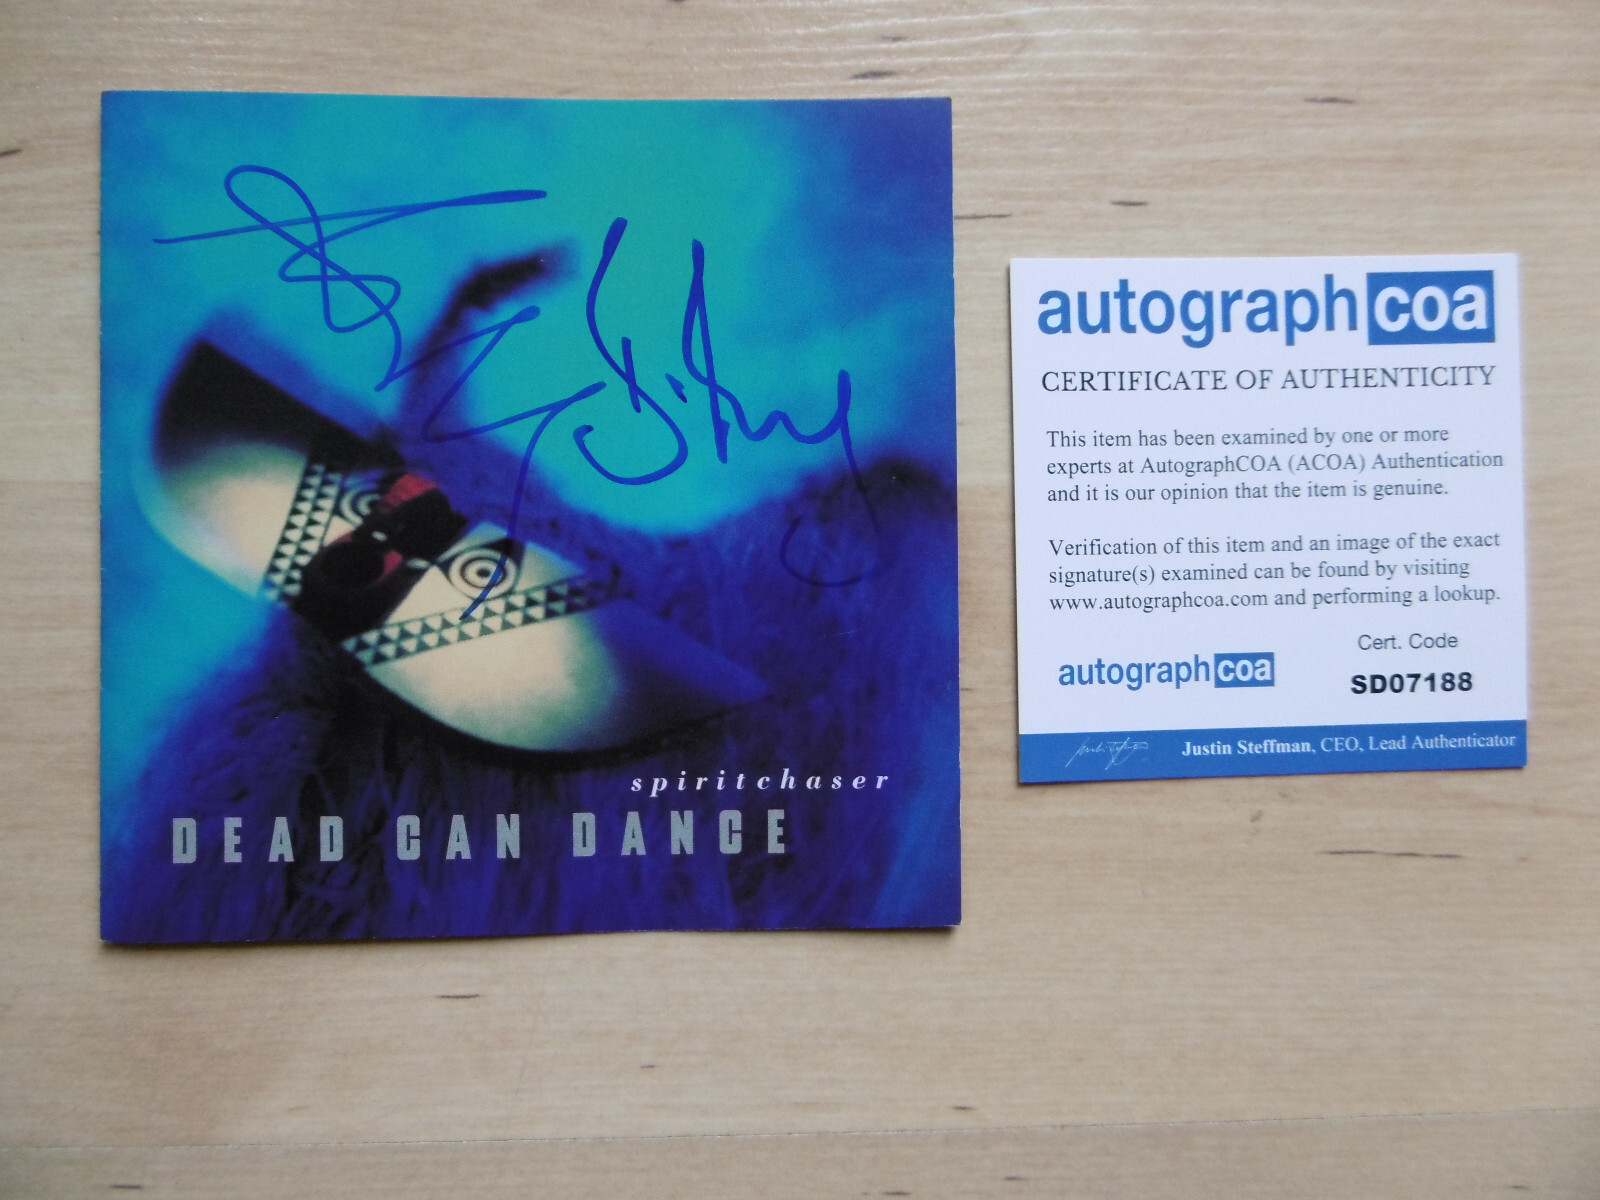 spiritchaser
DEAD CAN DANCE
autographcoa
CERTIFICATE OF AUTHENTICITY
This item has been examined by one or more
experts at AutographCOA (ACOA) Authentication
and it is our opinion that the item is genuine.
Verification of this item and an image of the exact
signature(s) examined can be found by visiting
www.autographcoa.com and performing a lookup.
autographcoa
Cert. Code
SD07188
Justin Steffman, CEO, Lead Authenticator